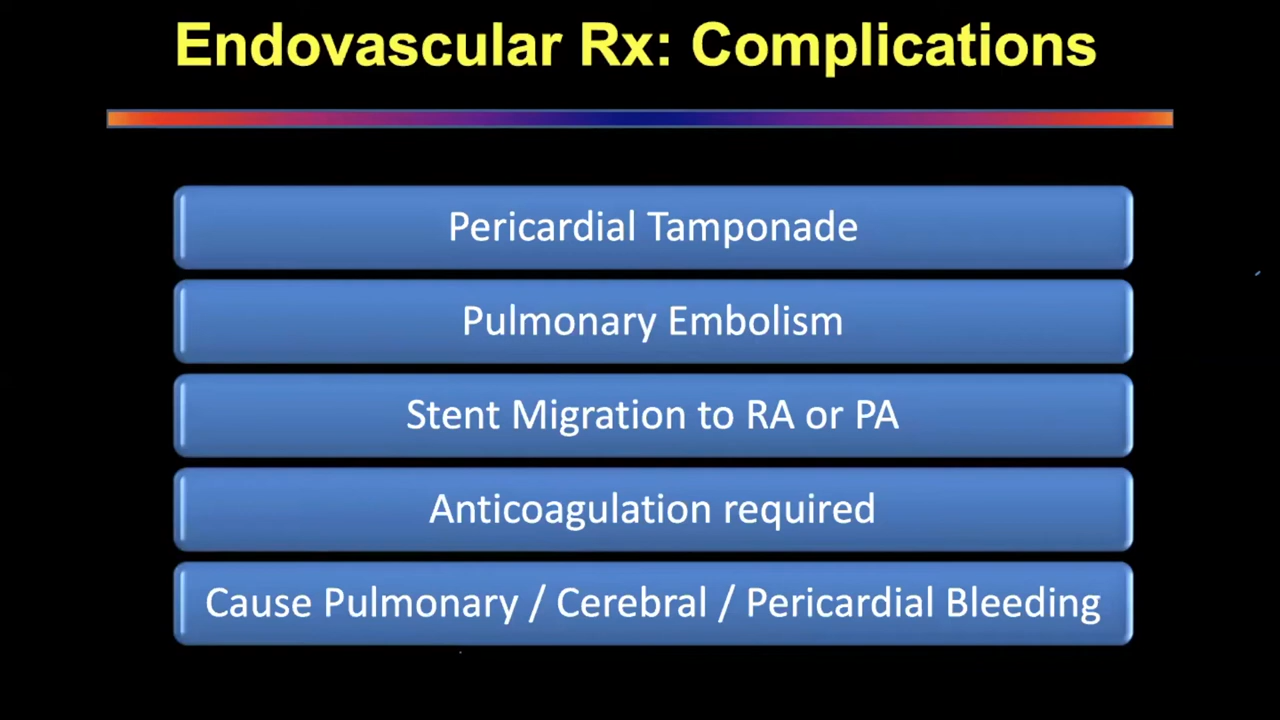 Endovascular Rx: Complications
Pericardial Tamponade
Pulmonary Embolism
Stent Migration to RA or PA
Anticoagulation required
Cause Pulmonary / Cerebral / Pericardial Bleeding